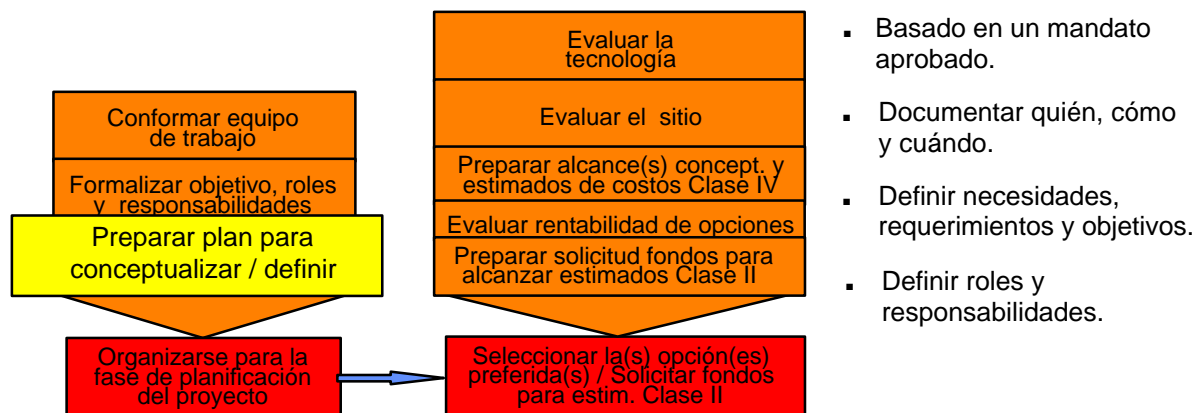 Conformar equipo
de trabajo
Formalizar objetivo, roles
y responsabilidades
Preparar plan para
conceptualizar / definir
Organizarse para la
fase de planificación
del proyecto
Evaluar la
tecnología
Evaluar el sitio
Preparar alcance(s) concept. y
estimados de costos Clase IV
Evaluar rentabilidad de opciones
Preparar solicitud fondos para
alcanzar estimados Clase II
Seleccionar la(s) opción(es)
preferida(s) / Solicitar fondos
para estim. Clase II
▪ Basado en un mandato
aprobado.
▪ Documentar quién, cómo
y cuándo.
▪ Definir necesidades,
requerimientos y objetivos.
▪ Definir roles y
responsabilidades.